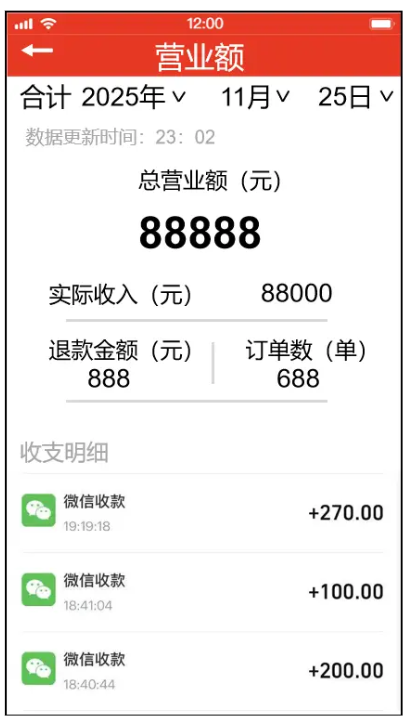 12:00
营业额
合计 2025年 11月 25日
数据更新时间：23：02
总营业额（元）
88888
实际收入（元） 88000
退款金额（元） 订单数（单）
888 688
收支明细
微信收款
+270.00
19:19:18
微信收款
+100.00
18:41:04
微信收款
+200.00
18:40:44